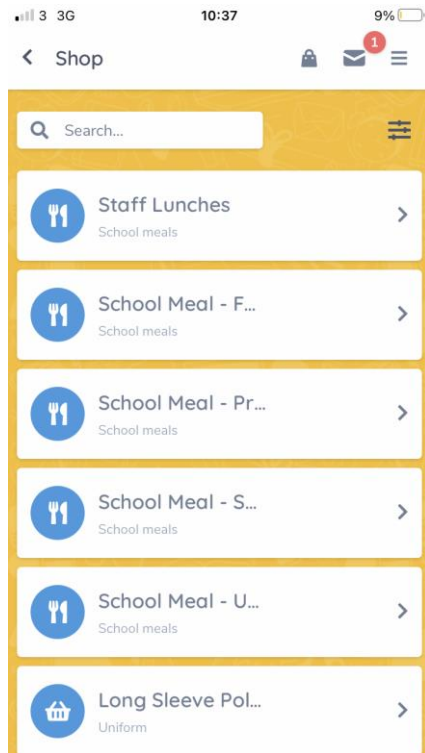 3 3G 10:37 9%
Shop
1
Search...
Staff Lunches
School meals
School Meal - F...
School meals
School Meal - Pr...
School meals
School Meal - S...
School meals
School Meal - U...
School meals
Long Sleeve Pol...
Uniform